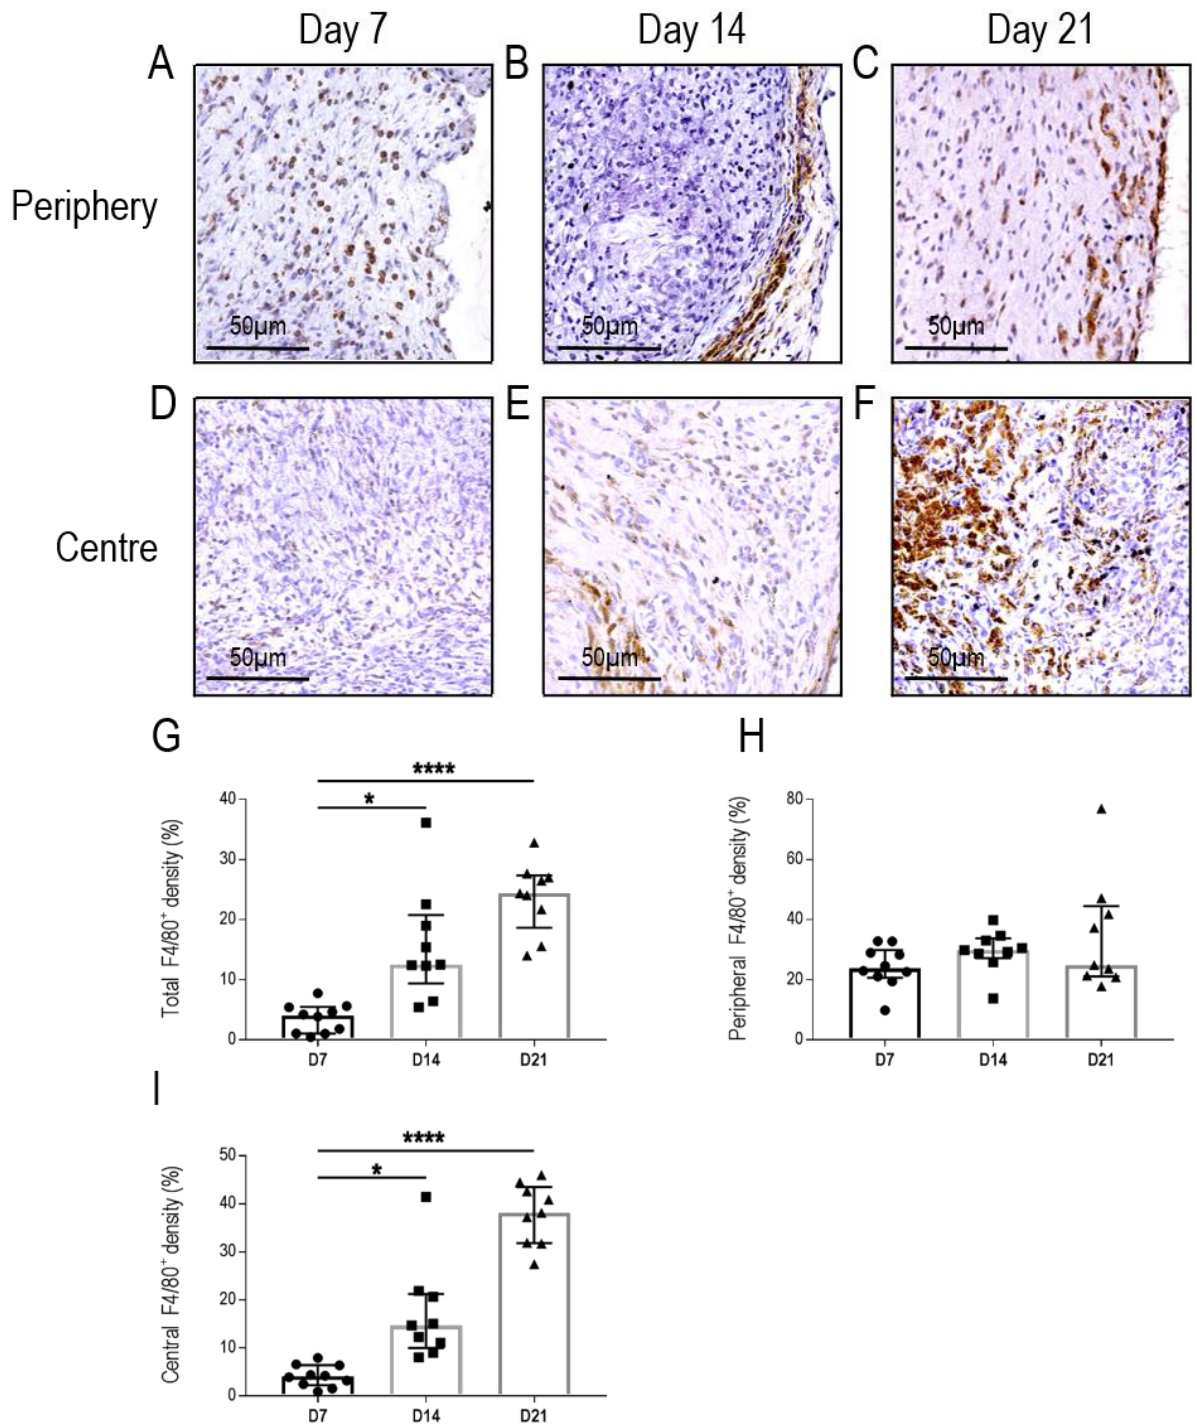 Day 7
Day 14
Day 21
A
B
C
Periphery
50µm
50µm
50µm
D
E
F
Centre
50µm
50µm
50µm
G
H
****
*
Total F4/80⁺ density (%)
40
30
20
10
0
D7
D14
D21
Peripheral F4/80⁺ density (%)
80
60
40
20
0
D7
D14
D21
I
****
*
Central F4/80⁺ density (%)
50
40
30
20
10
0
D7
D14
D21